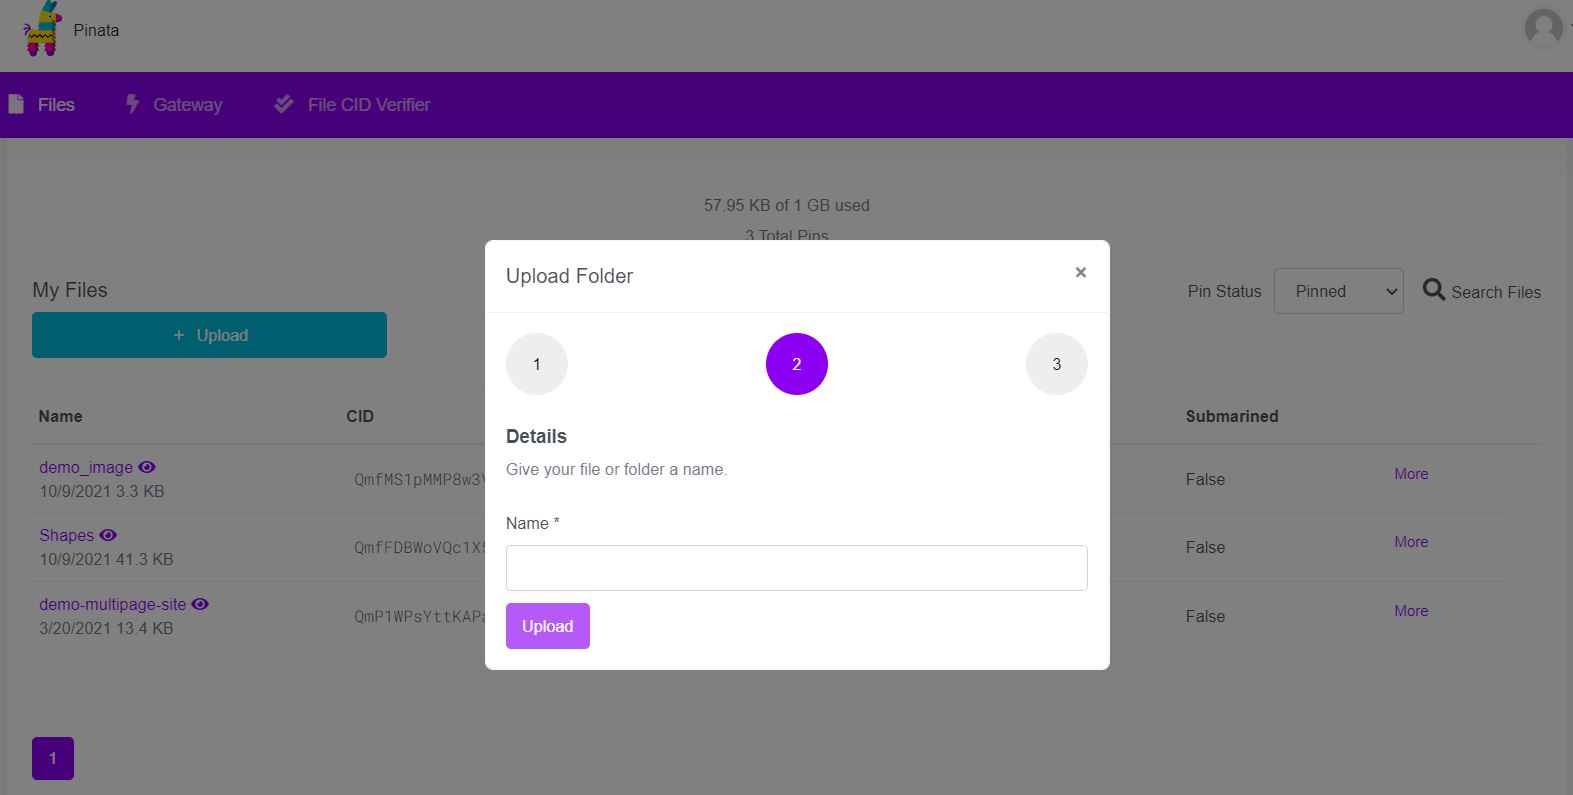 Pinata
Files
Gateway
File CID Verifier
57.95 KB of 1 GB used
3 Total Pins
My Files
+ Upload
Pin Status
Pinned
Search Files
Name
CID
Submarined
demo_image
10/9/2021 3.3 KB
QmfMS1pMMP8w3V
False
More
Shapes
10/9/2021 41.3 KB
QmfFDBWoVQc1X5
False
More
demo-multipage-site
3/20/2021 13.4 KB
QmP1WPsYttKAPa
False
More
1
Upload Folder
×
1
2
3
Details
Give your file or folder a name.
Name *
Upload